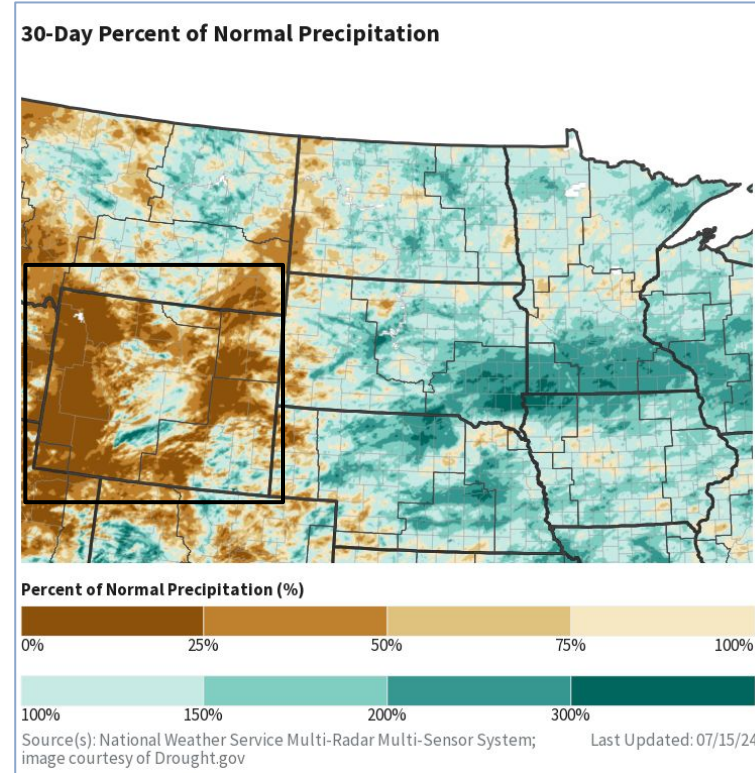 30-Day Percent of Normal Precipitation
Percent of Normal Precipitation (%)
0% 25% 50% 75% 100%
100% 150% 200% 300%
Source(s): National Weather Service Multi-Radar Multi-Sensor System; Last Updated: 07/15/24
image courtesy of Drought.gov